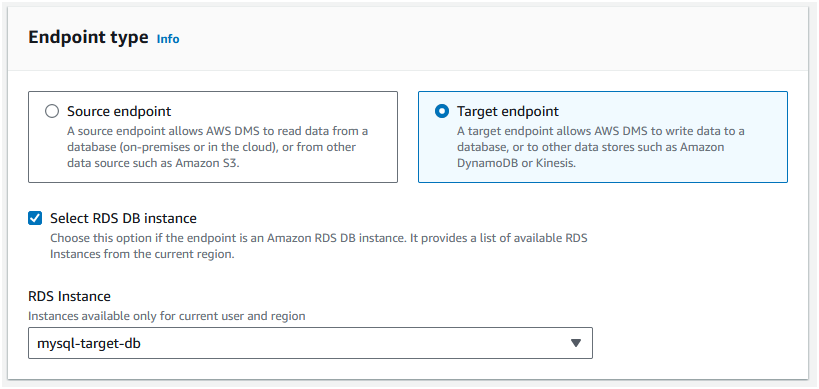 Endpoint type Info
Source endpoint
A source endpoint allows AWS DMS to read data from a
database (on-premises or in the cloud), or from other
data source such as Amazon S3.
Target endpoint
A target endpoint allows AWS DMS to write data to a
database, or to other data stores such as Amazon
DynamoDB or Kinesis.
Select RDS DB instance
Choose this option if the endpoint is an Amazon RDS DB instance. It provides a list of available RDS
Instances from the current region.
RDS Instance
Instances available only for current user and region
mysql-target-db